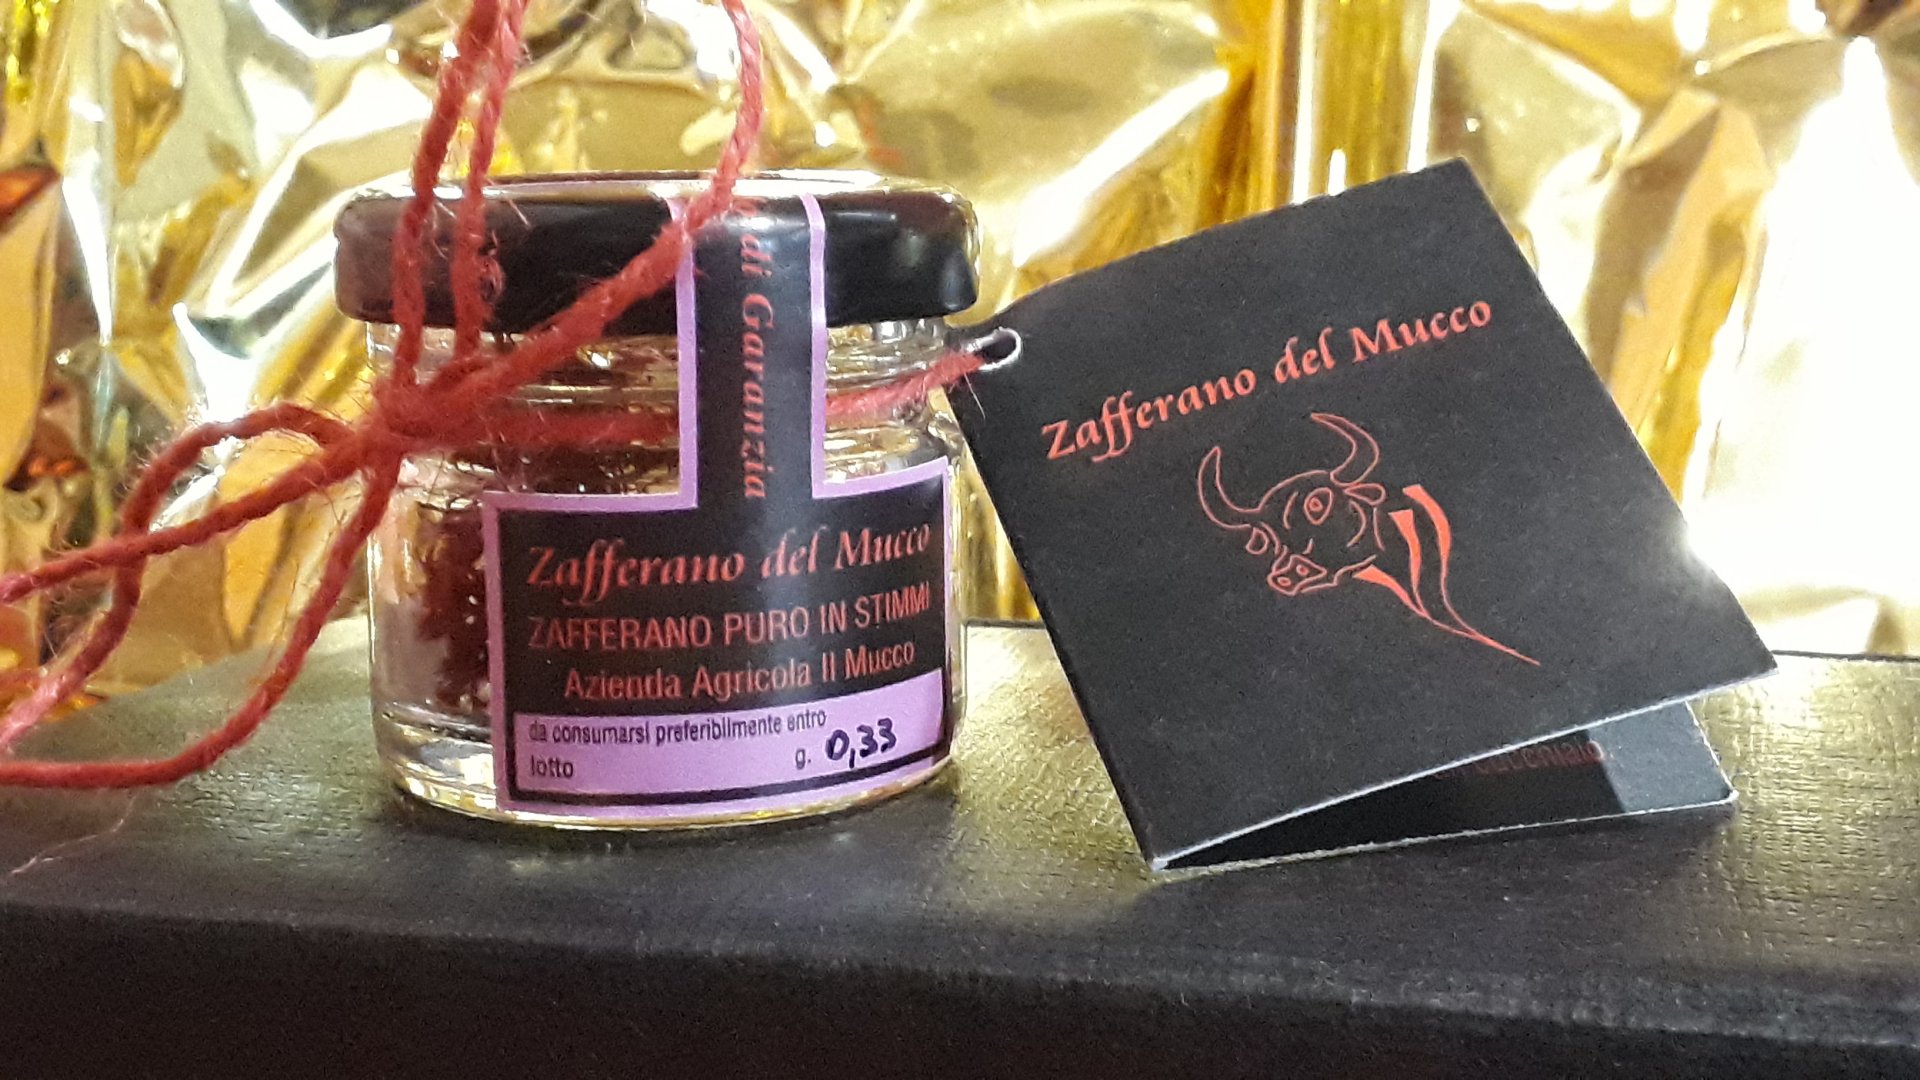 di Garanzia
Zafferano del Mucco
ZAFFERANO PURO IN STIMMI
Azienda Agricola Il Mucco
da consumarsi preferibilmente entro
lotto
g. 0,33
Zafferano del Mucco